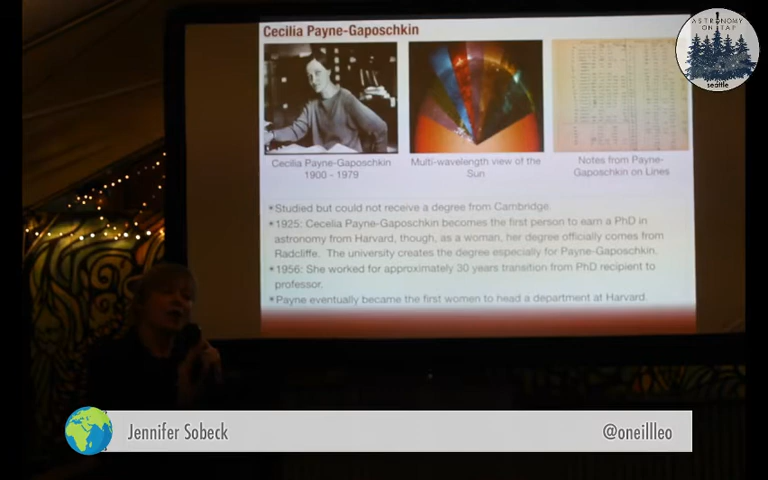 Cecilia Payne-Gaposchkin
ASTRONOMY
ON TAP
seattle
Cecilia Payne-Gaposchkin
1900 - 1979
Multi-wavelength view of the
Sun
Notes from Payne-
Gaposchkin on Lines
*Studied but could not receive a degree from Cambridge.
*1925: Cecelia Payne-Gaposchkin becomes the first person to earn a PhD in
astronomy from Harvard, though, as a woman, her degree officially comes from
Radcliffe. The university creates the degree especially for Payne-Gaposchkin.
*1956: She worked for approximately 30 years transition from PhD recipient to
professor.
*Payne eventually became the first women to head a department at Harvard.
Jennifer Sobeck
@oneillleo